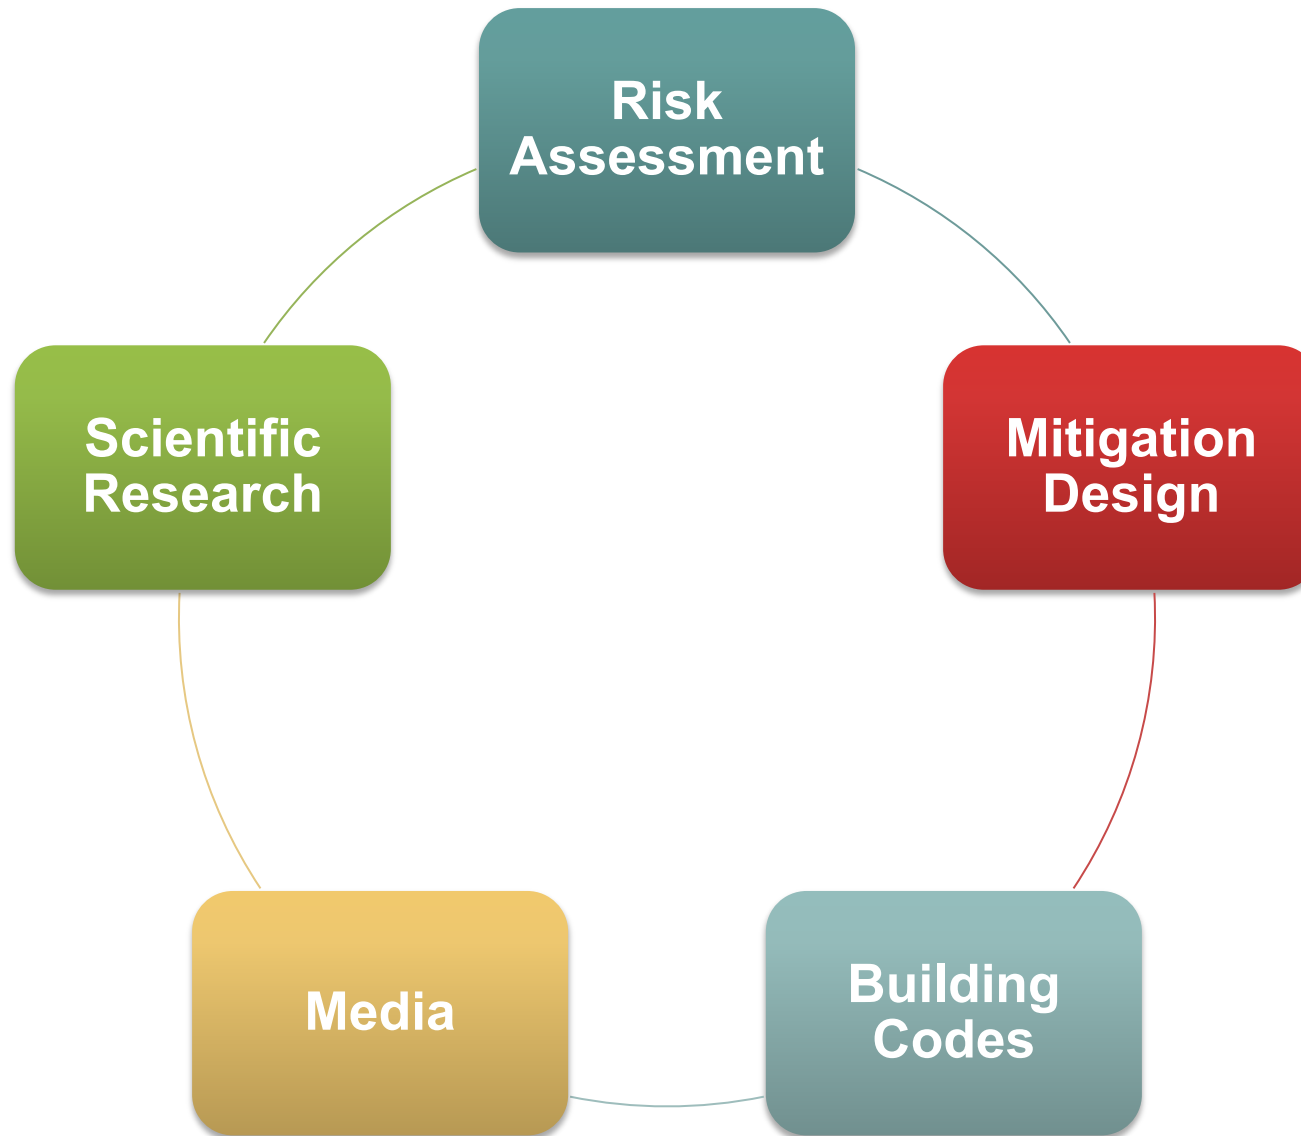 Risk
Assessment
Mitigation
Design
Building
Codes
Media
Scientific
Research